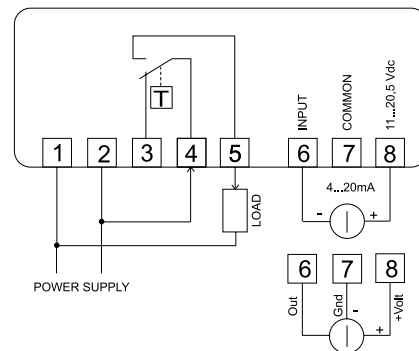 T
INPUT
COMMON
11...20,5 Vdc
1 2 3 4 5 6 7 8
4...20mA
- +
LOAD
6 7 8
Out
Gnd
+Volt
- +
POWER SUPPLY